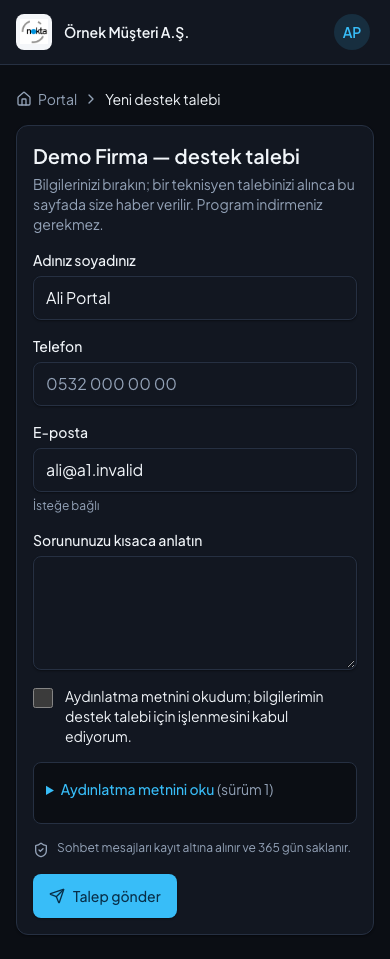 nokta
Örnek Müşteri A.Ş.
AP
Portal > Yeni destek talebi
Demo Firma — destek talebi
Bilgilerinizi bırakın; bir teknisyen talebinizi alınca bu
sayfada size haber verilir. Program indirmeniz
gerekmez.
Adınız soyadınız
Ali Portal
Telefon
0532 000 00 00
E-posta
ali@a1.invalid
İsteğe bağlı
Sorununuzu kısaca anlatın
Aydınlatma metnini okudum; bilgilerimin
destek talebi için işlenmesini kabul
ediyorum.
Aydınlatma metnini oku (sürüm 1)
Sohbet mesajları kayıt altına alınır ve 365 gün saklanır.
Talep gönder